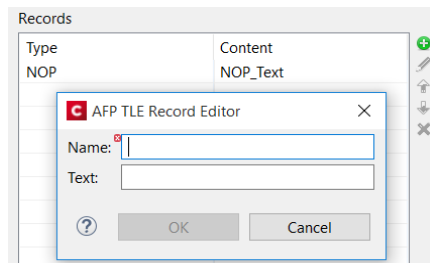 Records
Type Content
NOP NOP_Text
C AFP TLE Record Editor
Name:
Text:
? OK Cancel